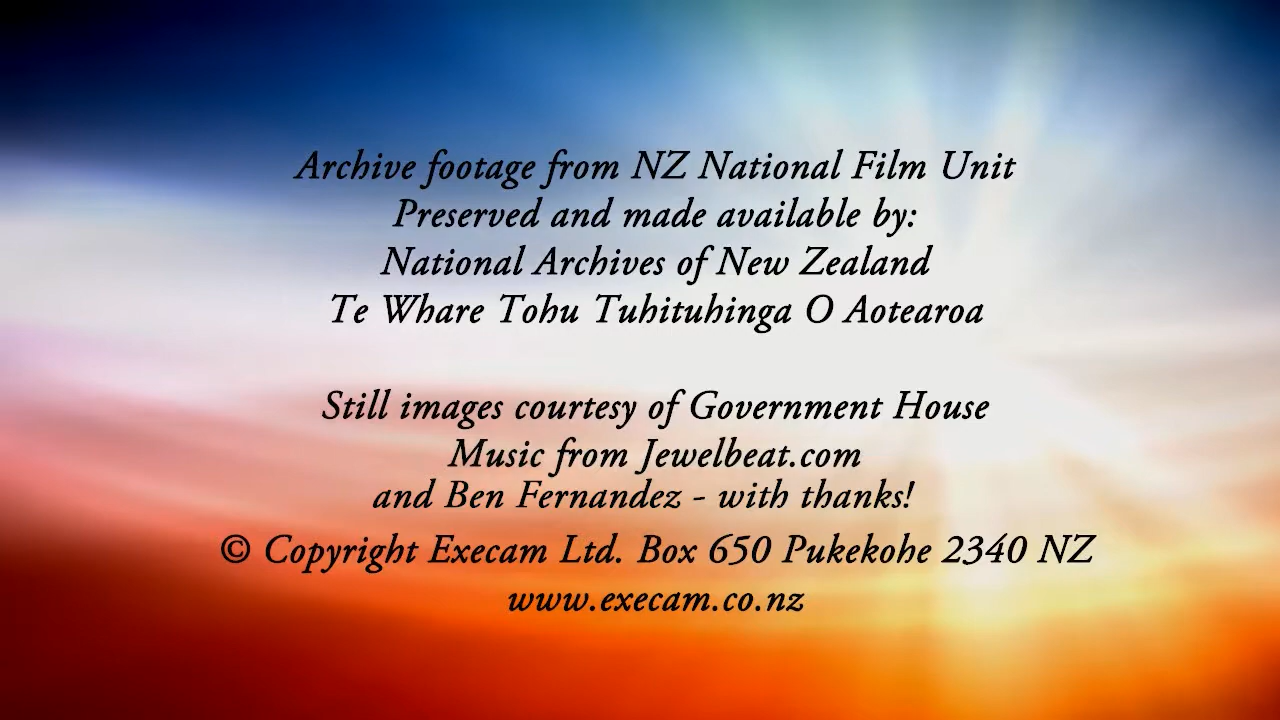 Archive footage from NZ National Film Unit
Preserved and made available by:
National Archives of New Zealand
Te Whare Tohu Tuhituhinga O Aotearoa
Still images courtesy of Government House
Music from Jewelbeat.com
and Ben Fernandez - with thanks!
© Copyright Execam Ltd. Box 650 Pukekohe 2340 NZ
www.execam.co.nz